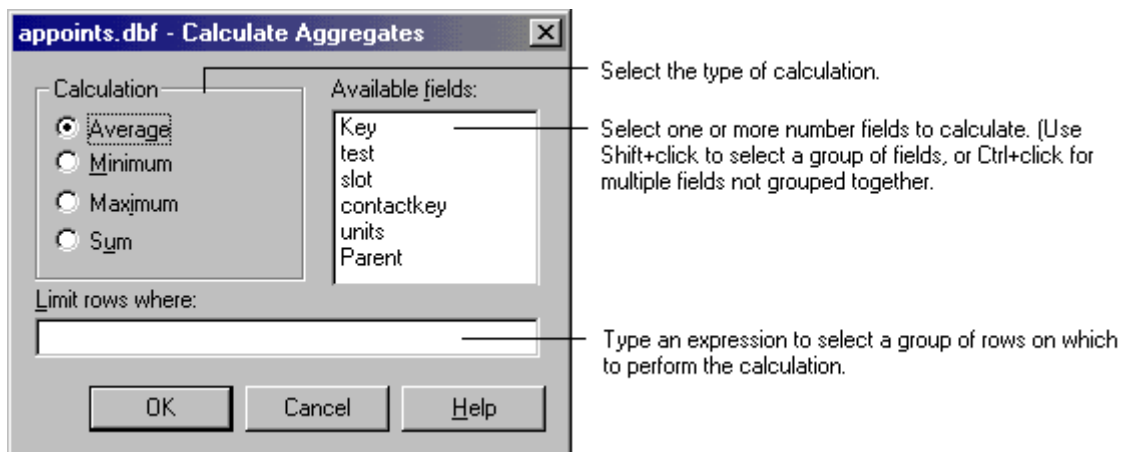 appoints.dbf - Calculate Aggregates
Calculation
Average
Minimum
Maximum
Sum
Available fields:
Key
test
slot
contactkey
units
Parent
Limit rows where:
OK
Cancel
Help
Select the type of calculation.
Select one or more number fields to calculate. (Use
Shift+click to select a group of fields, or Ctrl+click for
multiple fields not grouped together.
Type an expression to select a group of rows on which
to perform the calculation.